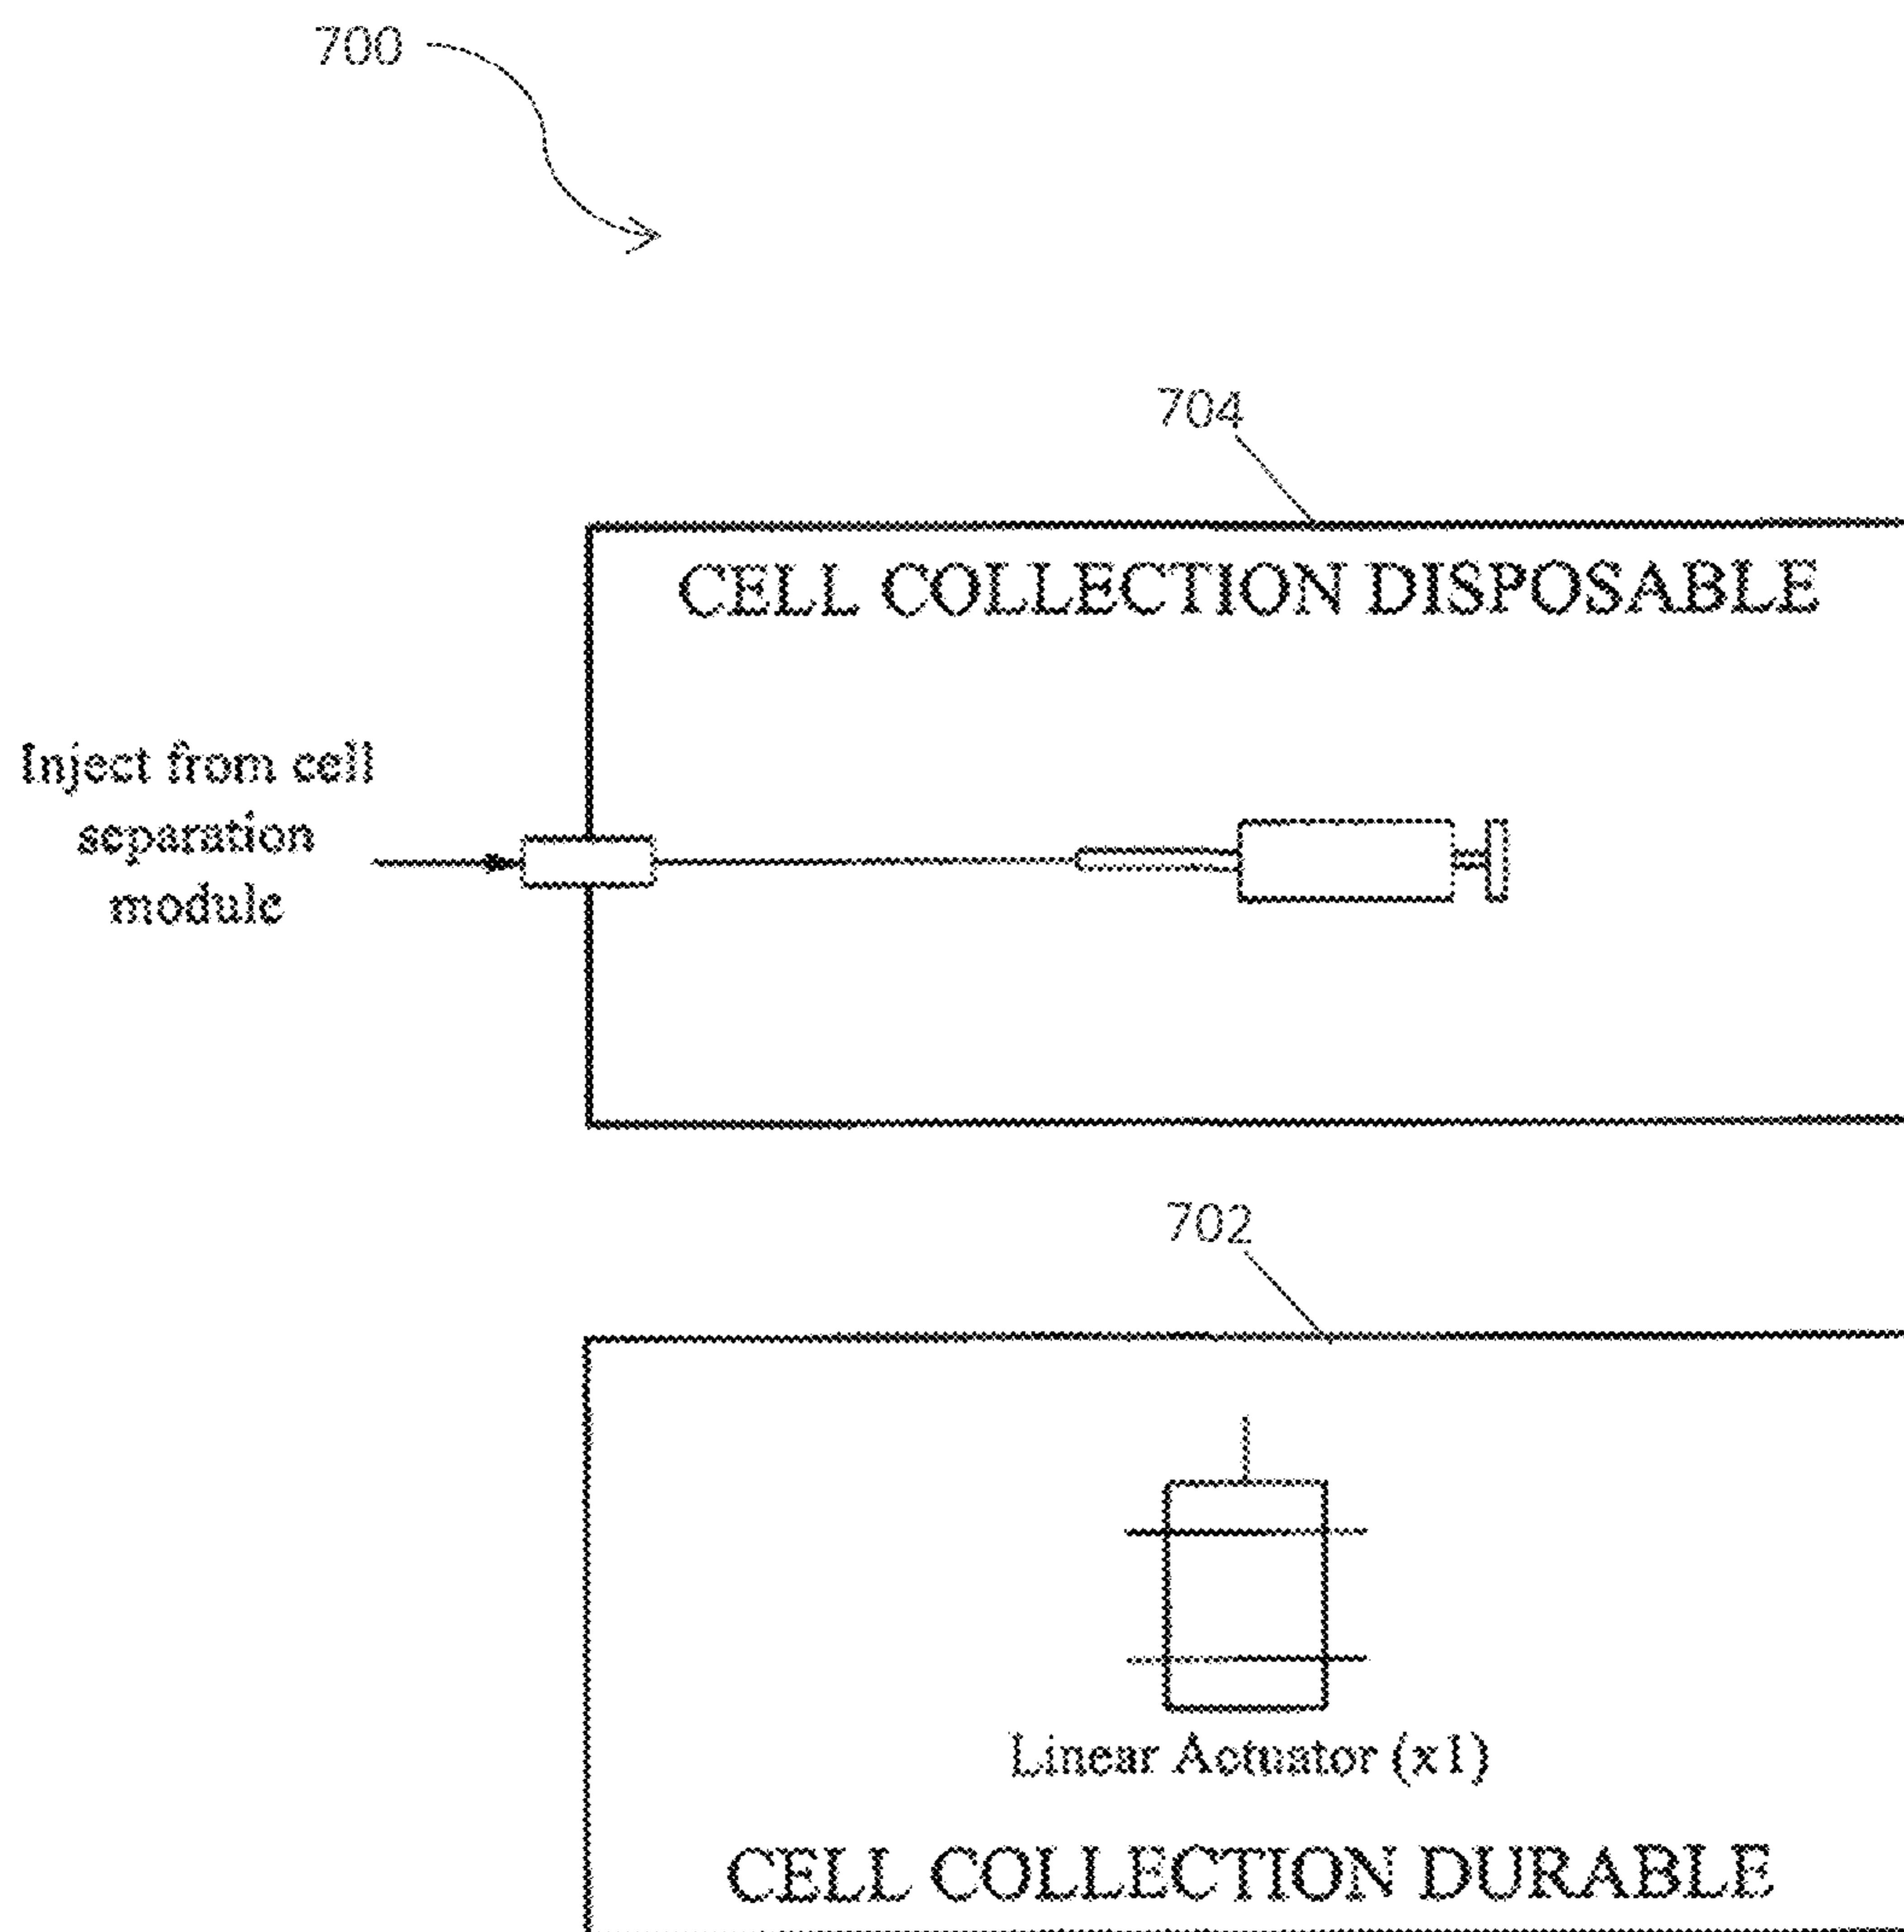 700
704
CELL COLLECTION DISPOSABLE
Inject from cell
separation
module
702
Linear Actuator (x1)
CELL COLLECTION DURABLE